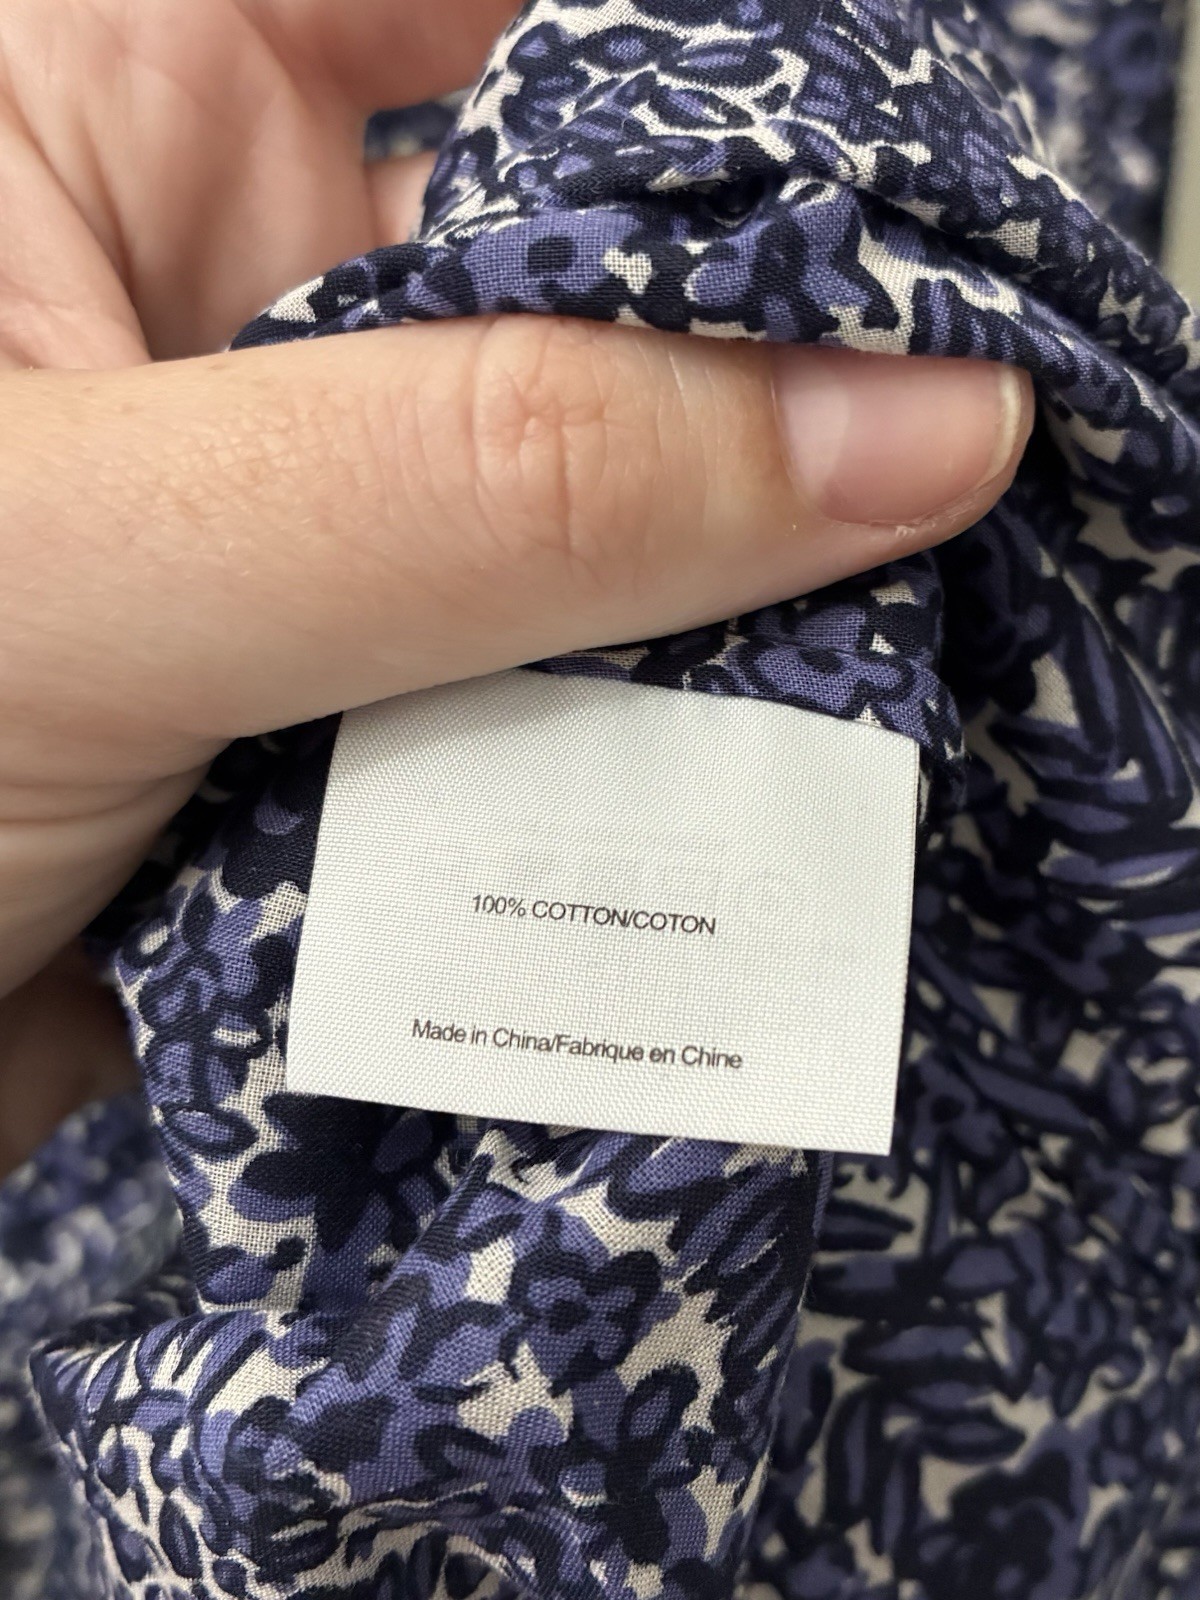 100% COTTON/COTON
Made in China/Fabrique en Chine